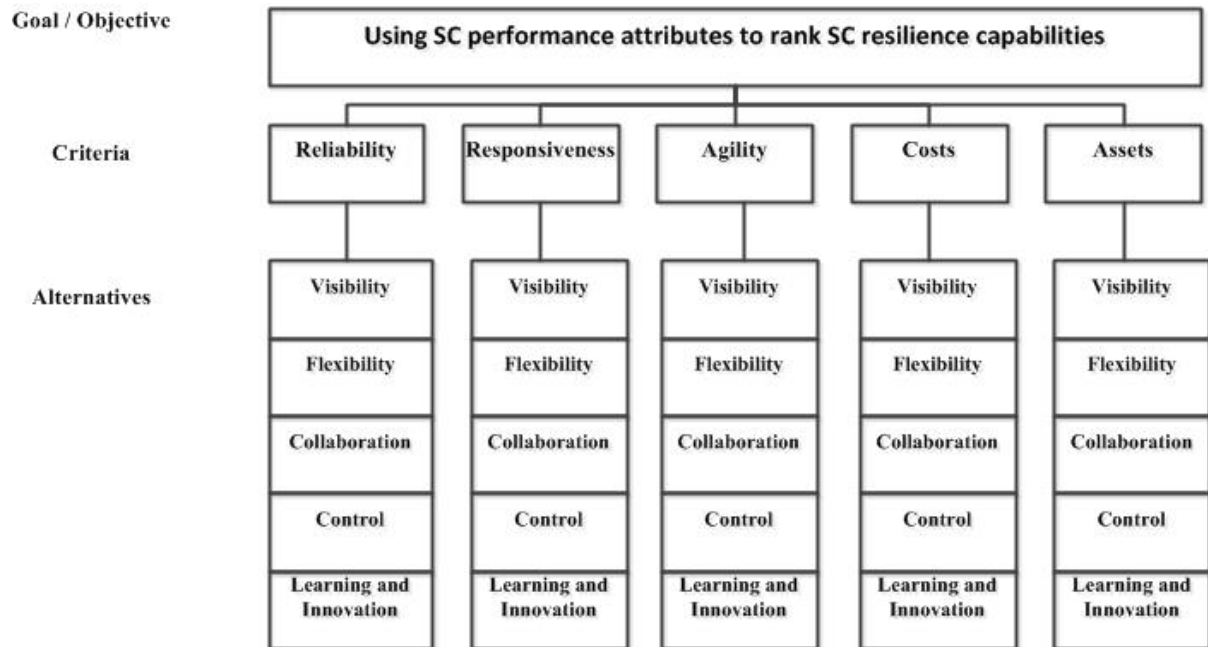 Goal / Objective
Using SC performance attributes to rank SC resilience capabilities
Criteria
Reliability
Responsiveness
Agility
Costs
Assets
Alternatives
Visibility
Visibility
Visibility
Visibility
Visibility
Flexibility
Flexibility
Flexibility
Flexibility
Flexibility
Collaboration
Collaboration
Collaboration
Collaboration
Collaboration
Control
Control
Control
Control
Control
Learning and
Innovation
Learning and
Innovation
Learning and
Innovation
Learning and
Innovation
Learning and
Innovation